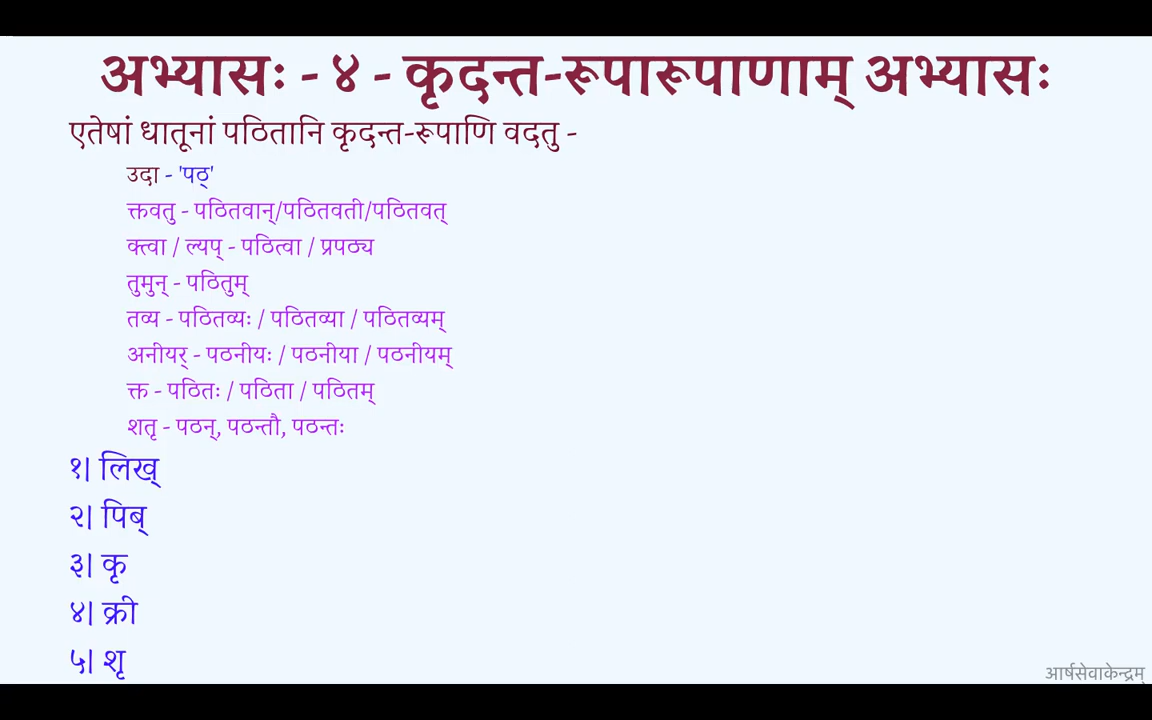 अभ्यासः - ४ - कृदन्त-रूपारूपाणाम् अभ्यासः
एतेषां धातूनां पठितानि कृदन्त-रूपाणि वदतु -
उदा - 'पठ्'
क्तवतु - पठितवान्/पठितवती/पठितवत्
क्त्वा / ल्यप् - पठित्वा / प्रपठ्य
तुमुन् - पठितुम्
तव्य - पठितव्यः / पठितव्या / पठितव्यम्
अनीयर् - पठनीयः / पठनीया / पठनीयम्
क्त - पठितः / पठिता / पठितम्
शतृ - पठन्, पठन्तौ, पठन्तः
१| लिख्
२| पिब्
३| कृ
४| क्री
५| शृ
आर्षसेवाकेन्द्रम्